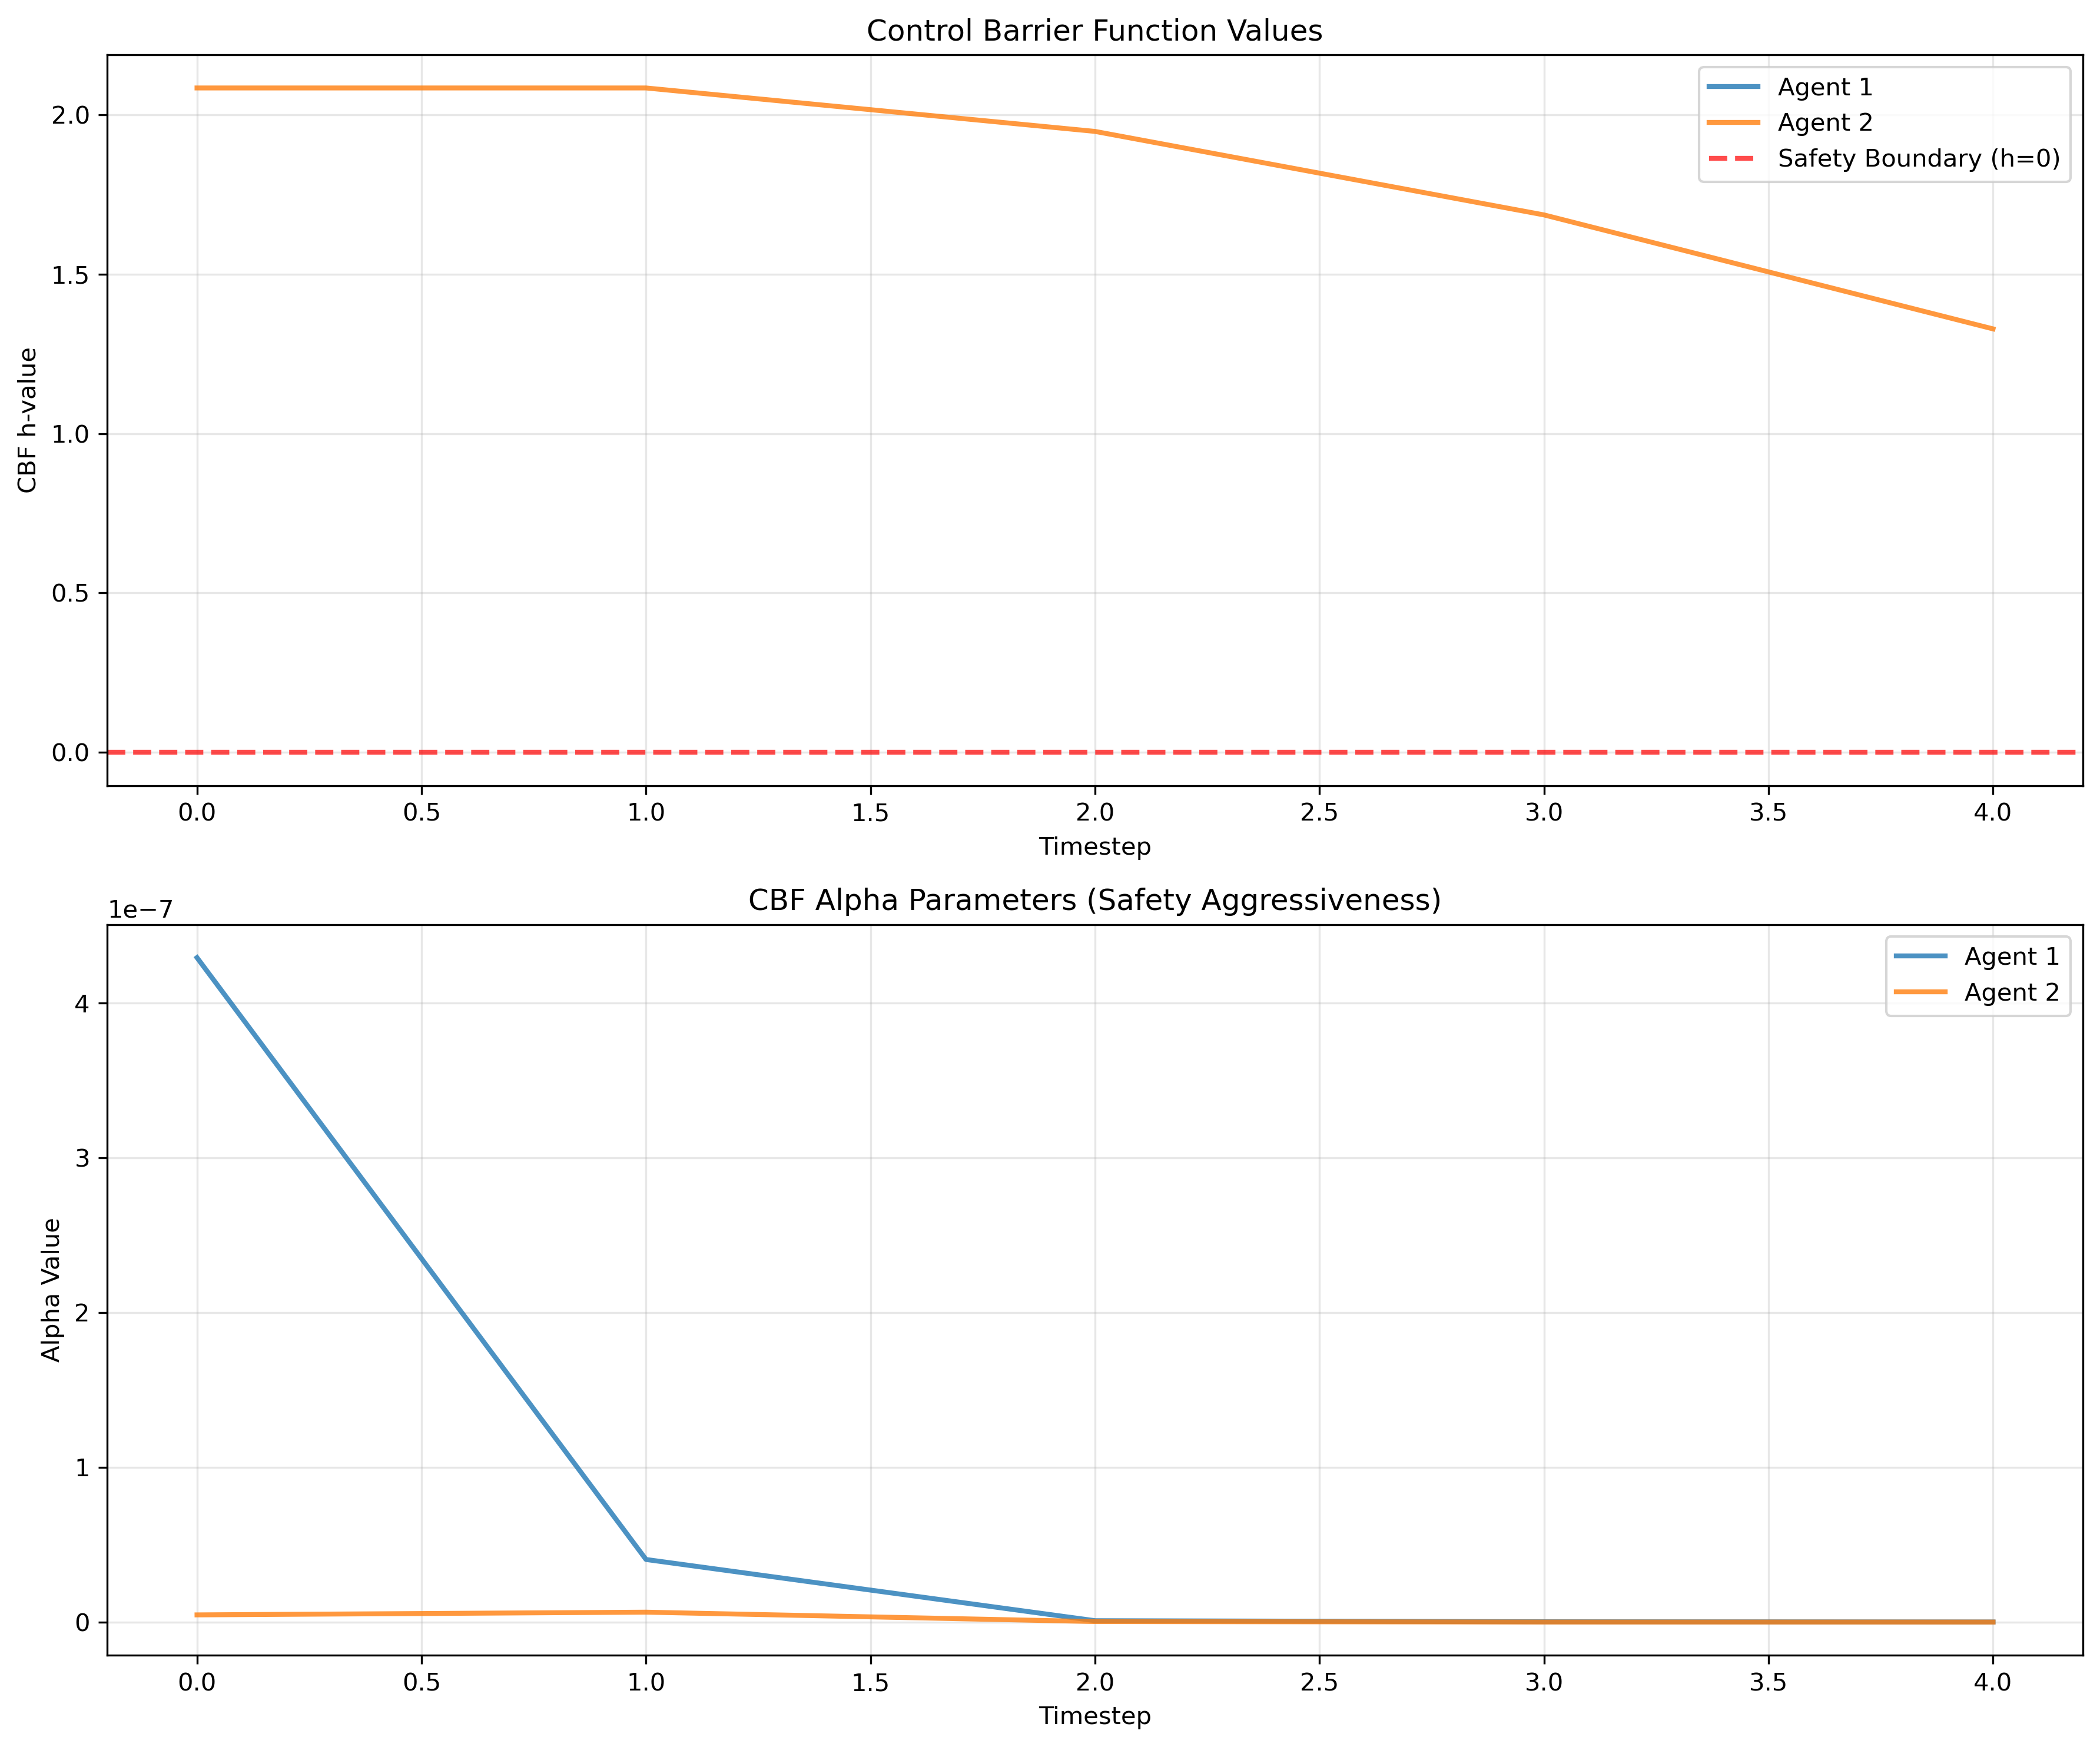 Control Barrier Function Values
Agent 1
Agent 2
Safety Boundary (h=0)
CBF h-value
2.0
1.5
1.0
0.5
0.0
0.0 0.5 1.0 1.5 2.0 2.5 3.0 3.5 4.0
Timestep
CBF Alpha Parameters (Safety Aggressiveness)
1e−7
Agent 1
Agent 2
Alpha Value
4
3
2
1
0
0.0 0.5 1.0 1.5 2.0 2.5 3.0 3.5 4.0
Timestep